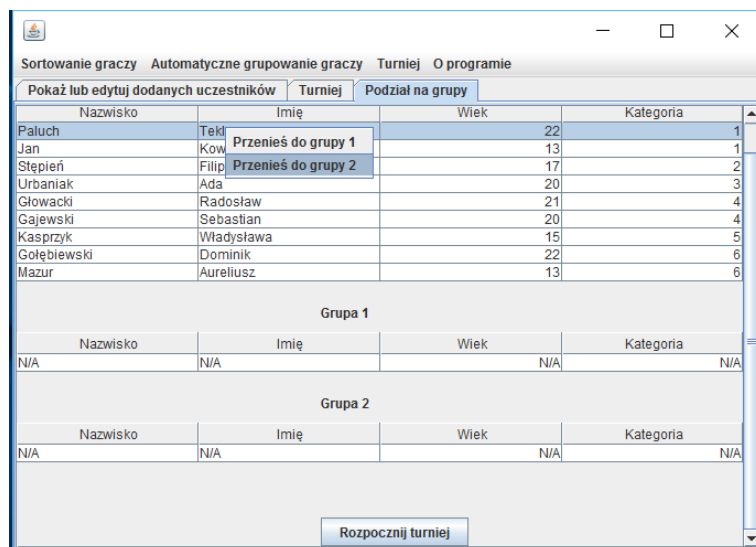 Sortowanie graczy Automatyczne grupowanie graczy Turniej O programie
Pokaż lub edytuj dodanych uczestników Turniej Podział na grupy
Nazwisko Imię Wiek Kategoria
Paluch 22 1
Przenieś do grupy 1
Jan 13 1
Stępień Filip 17 2
Przenieś do grupy 2
Urbaniak Ada 20 3
Głowacki Radosław 21 4
Gajewski Sebastian 20 4
Kasprzyk Władysława 15 5
Gołębiewski Dominik 22 6
Mazur Aureliusz 13 6
Grupa 1
Nazwisko Imię Wiek Kategoria
N/A N/A N/A N/A
Grupa 2
Nazwisko Imię Wiek Kategoria
N/A N/A N/A N/A
Rozpocznij turniej